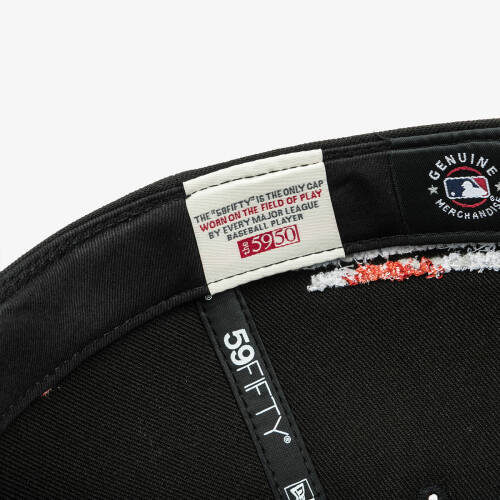 THE "59FIFTY" IS THE ONLY CAP
WORN ON THE FIELD OF PLAY
BY EVERY MAJOR LEAGUE
BASEBALL PLAYER
the 5950
GENUINE
MERCHANDISE®
59FIFTY®